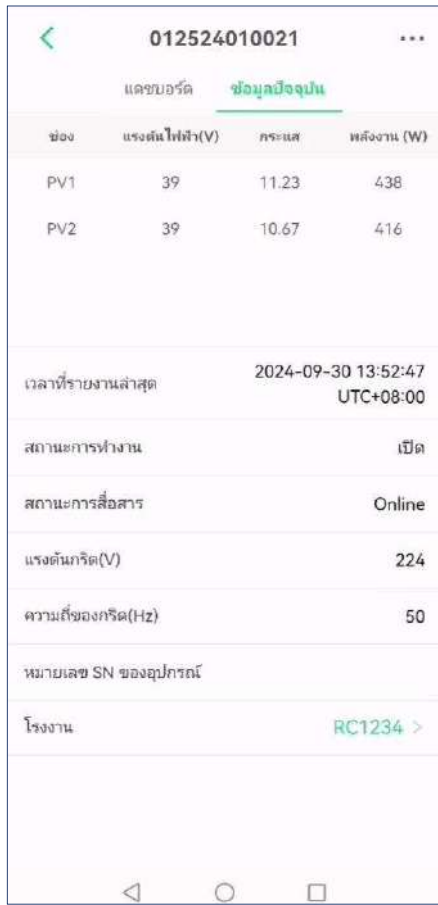 012524010021
แดชบอร์ด ข้อมูลปัจจุบัน
ช่อง แรงดันไฟฟ้า(V) กระแส พลังงาน (W)
PV1 39 11.23 438
PV2 39 10.67 416
เวลาที่รายงานล่าสุด 2024-09-30 13:52:47
UTC+08:00
สถานะการทำงาน เปิด
สถานะการสื่อสาร Online
แรงดันกริด(V) 224
ความถี่ของกริด(Hz) 50
หมายเลข SN ของอุปกรณ์
โรงงาน RC1234 >